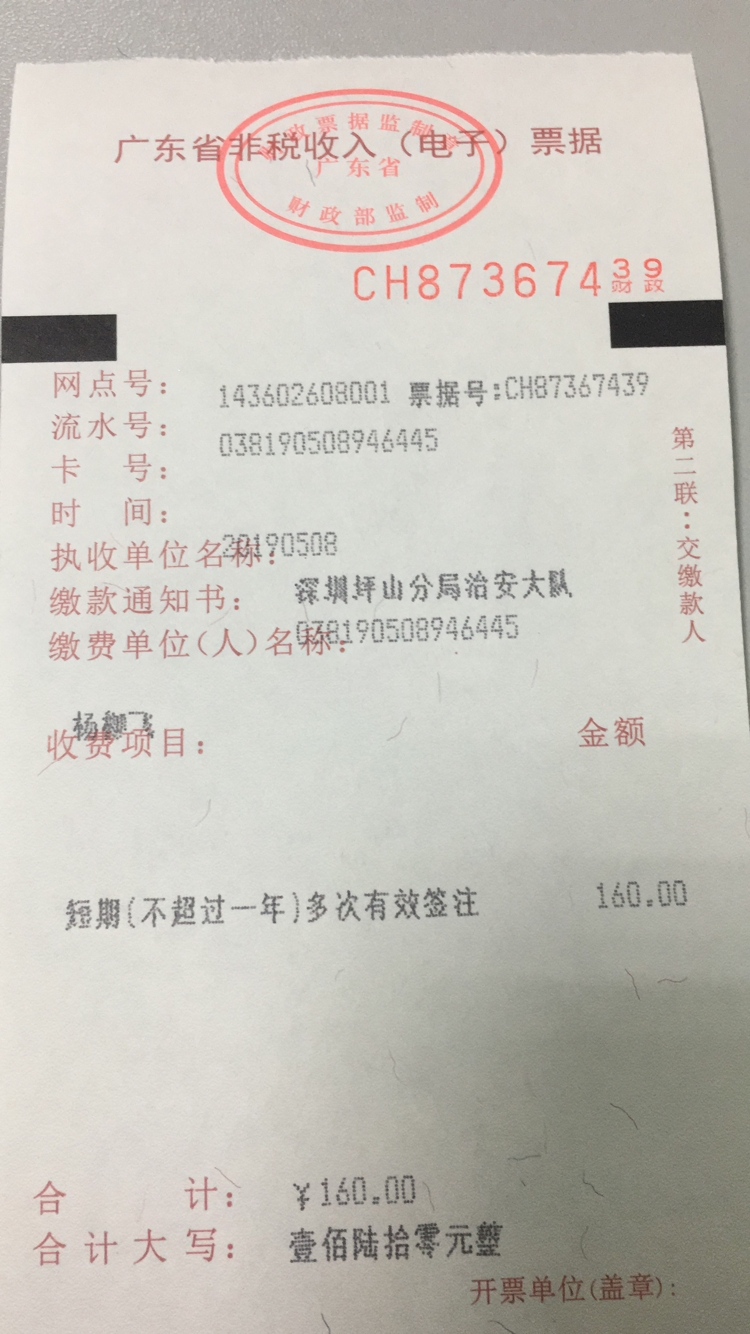 广东省非税收入（电子）票据
财政票据监制章
广东省
财政部监制
CH87367439
财政
网点号： 143602608001 票据号:CH87367439
流水号： 038190508946445
卡 号：
时 间：
执收单位名称： 20190508
缴款通知书： 深圳坪山分局治安大队
缴费单位(人)名称： 038190508946445
第二联：交缴款人
杨 飞
收费项目： 金额
短期(不超过一年)多次有效签注 160.00
合 计： ￥160.00
合计大写： 壹佰陆拾零元整
开票单位(盖章)：